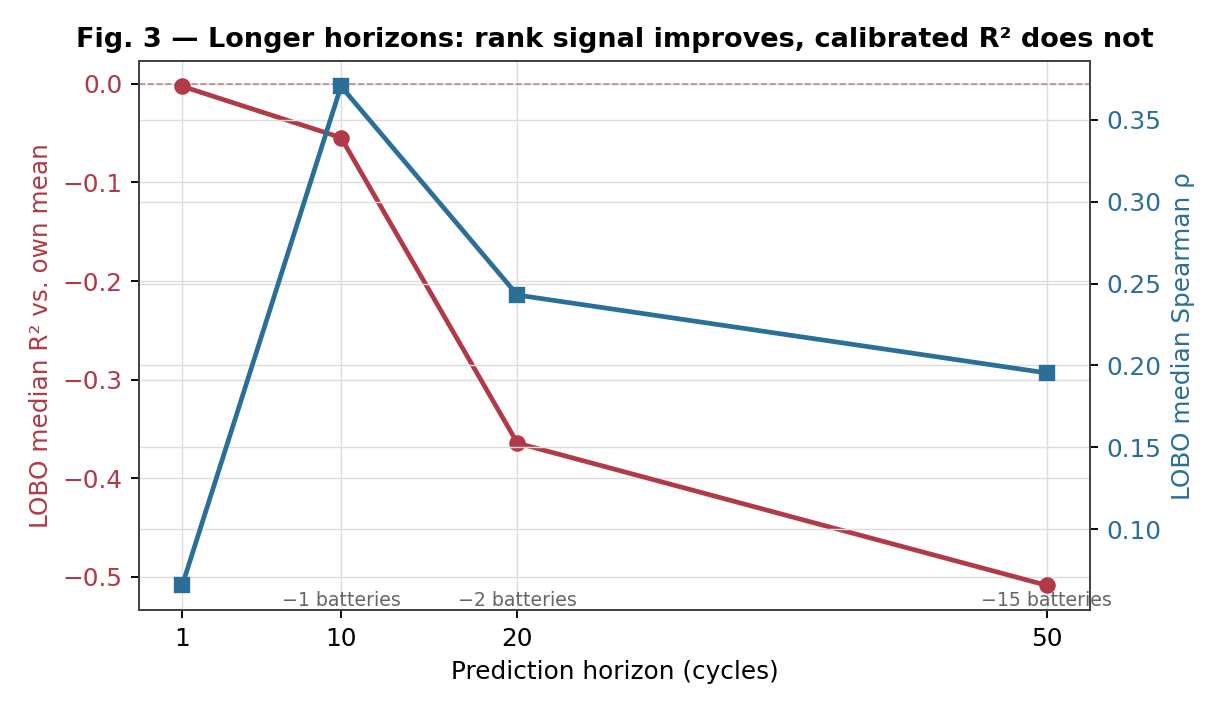 Fig. 3 — Longer horizons: rank signal improves, calibrated R² does not
LOBO median R² vs. own mean
0.0
−0.1
−0.2
−0.3
−0.4
−0.5
0.35
0.30
0.25
0.20
0.15
0.10
LOBO median Spearman ρ
−1 batteries
−2 batteries
−15 batteries
1
10
20
50
Prediction horizon (cycles)